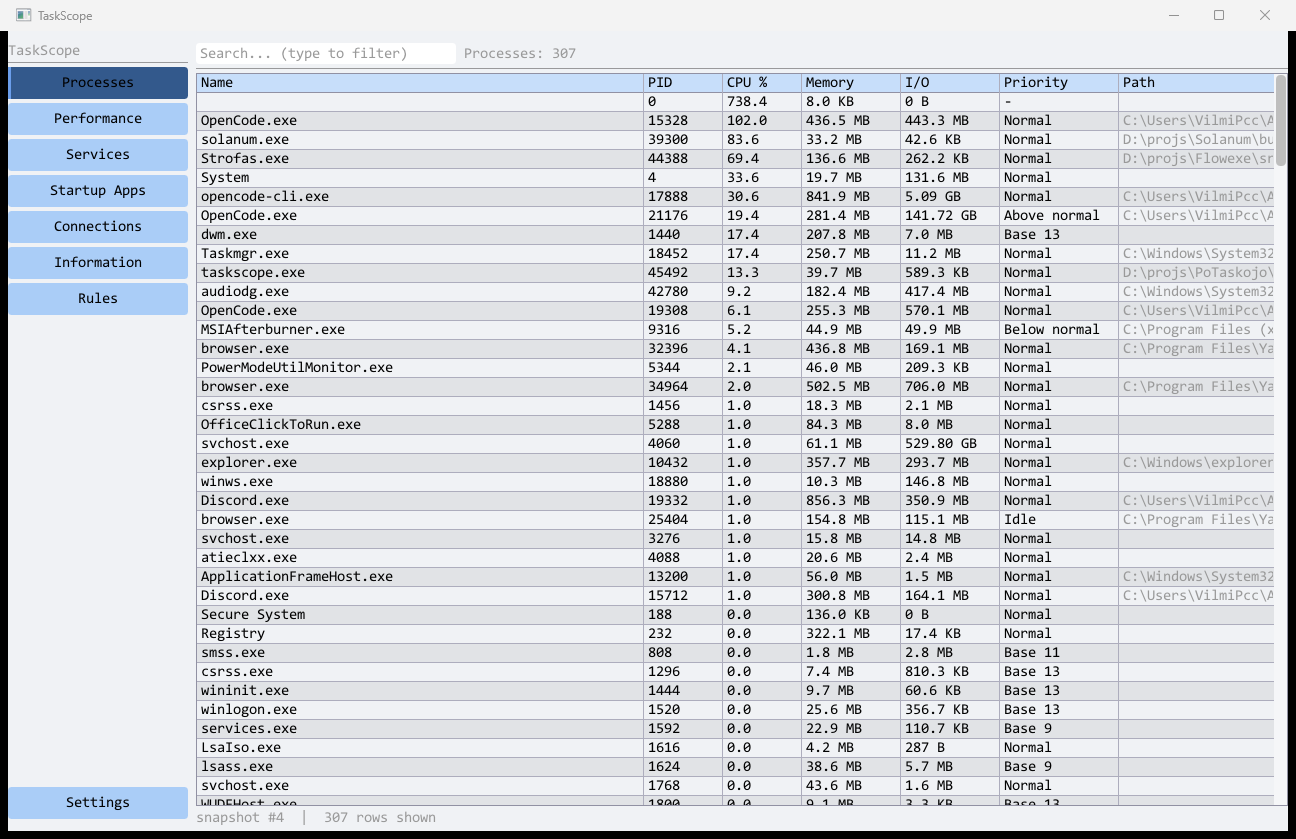 TaskScope
TaskScope
Search... (type to filter) Processes: 307
Processes
Performance
Services
Startup Apps
Connections
Information
Rules
Settings
Name PID CPU % Memory I/O Priority Path
0 738.4 8.0 KB 0 B -
OpenCode.exe 15328 102.0 436.5 MB 443.3 MB Normal C:\Users\VilmiPcc\A
solanum.exe 39300 83.6 33.2 MB 42.6 KB Normal D:\projs\Solanum\bu
Strofas.exe 44388 69.4 136.6 MB 262.2 KB Normal D:\projs\Flowexe\sr
System 4 33.6 19.7 MB 131.6 MB Normal
opencode-cli.exe 17888 30.6 841.9 MB 5.09 GB Normal C:\Users\VilmiPcc\A
OpenCode.exe 21176 19.4 281.4 MB 141.72 GB Above normal C:\Users\VilmiPcc\A
dwm.exe 1440 17.4 207.8 MB 7.0 MB Base 13
Taskmgr.exe 18452 17.4 250.7 MB 11.2 MB Normal C:\Windows\System32
taskscope.exe 45492 13.3 39.7 MB 589.3 KB Normal D:\projs\PoTaskojo\
audiodg.exe 42780 9.2 182.4 MB 417.4 MB Normal C:\Windows\System32
OpenCode.exe 19308 6.1 255.3 MB 570.1 MB Normal C:\Users\VilmiPcc\A
MSIAfterburner.exe 9316 5.2 44.9 MB 49.9 MB Below normal C:\Program Files (x
browser.exe 32396 4.1 436.8 MB 169.1 MB Normal C:\Program Files\Ya
PowerModeUtilMonitor.exe 5344 2.1 46.0 MB 209.3 KB Normal
browser.exe 34964 2.0 502.5 MB 706.0 MB Normal C:\Program Files\Ya
csrss.exe 1456 1.0 18.3 MB 2.1 MB Normal
OfficeClickToRun.exe 5288 1.0 84.3 MB 8.0 MB Normal
svchost.exe 4060 1.0 61.1 MB 529.80 GB Normal
explorer.exe 10432 1.0 357.7 MB 293.7 MB Normal C:\Windows\explorer
winws.exe 18880 1.0 10.3 MB 146.8 MB Normal
Discord.exe 19332 1.0 856.3 MB 350.9 MB Normal C:\Users\VilmiPcc\A
browser.exe 25404 1.0 154.8 MB 115.1 MB Idle C:\Program Files\Ya
svchost.exe 3276 1.0 15.8 MB 14.8 MB Normal
atieclxx.exe 4088 1.0 20.6 MB 2.4 MB Normal
ApplicationFrameHost.exe 13200 1.0 56.0 MB 1.5 MB Normal C:\Windows\System32
Discord.exe 15712 1.0 300.8 MB 164.1 MB Normal C:\Users\VilmiPcc\A
Secure System 188 0.0 136.0 KB 0 B Normal
Registry 232 0.0 322.1 MB 17.4 KB Normal
smss.exe 808 0.0 1.8 MB 2.8 MB Base 11
csrss.exe 1296 0.0 7.4 MB 810.3 KB Base 13
wininit.exe 1444 0.0 9.7 MB 60.6 KB Base 13
winlogon.exe 1520 0.0 25.6 MB 356.7 KB Base 13
services.exe 1592 0.0 22.9 MB 110.7 KB Base 9
LsaIso.exe 1616 0.0 4.2 MB 287 B Normal
lsass.exe 1624 0.0 38.6 MB 5.7 MB Base 9
svchost.exe 1768 0.0 43.6 MB 1.6 MB Normal
WUDFHost.exe 1800 0.0 9.1 MB 3.3 KB Base 13
snapshot #4 | 307 rows shown